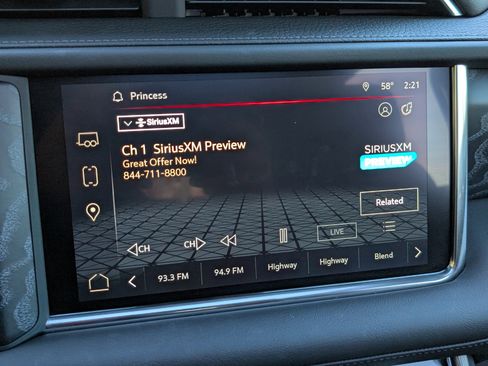 Princess
58° 2:21
SiriusXM
Ch 1 SiriusXM Preview
Great Offer Now!
844-711-8800
SIRIUSXM
PREVIEW
Related
CH
CH
LIVE
93.3 FM
94.9 FM
Highway
Highway
Blend